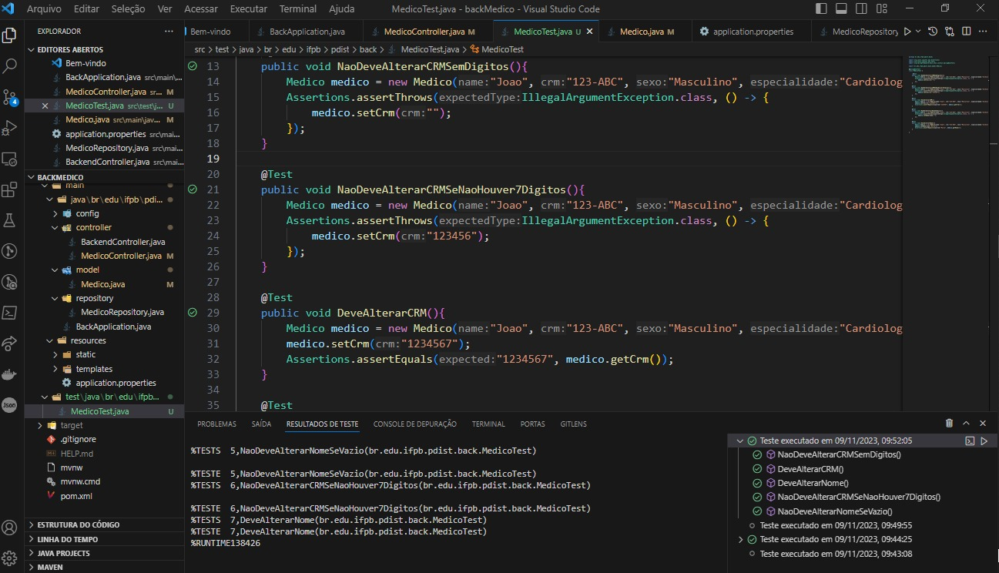 Arquivo Editar Seleção Ver Acessar Executar Terminal Ajuda MedicoTest.java - backMedico - Visual Studio Code
EXPLORADOR
EDITORES ABERTOS
Bem-vindo
BackApplication.java src\main\...
MedicoController.java sr... M
MedicoTest.java src\test\j... U
Medico.java src\main\jav... M
application.properties src\mai...
MedicoRepository.java src\mai...
BackendController.java src\mai...
BACKMEDICO
main
java\br\edu\ifpb\pdi...
config
controller
BackendController.java
MedicoController.java M
model
Medico.java M
repository
MedicoRepository.java
BackApplication.java
resources
static
templates
application.properties
test\java\br\edu\ifpb...
MedicoTest.java U
target
.gitignore
HELP.md
mvnw
mvnw.cmd
pom.xml
ESTRUTURA DO CÓDIGO
LINHA DO TEMPO
JAVA PROJECTS
MAVEN
4
Json
Bem-vindo BackApplication.java MedicoController.java M MedicoTest.java U Medico.java M application.properties MedicoRepository
src > test > java > br > edu > ifpb > pdist > back > MedicoTest.java > MedicoTest
13 public void NaoDeveAlterarCRMSemDigitos(){
14 Medico medico = new Medico(name:"Joao", crm:"123-ABC", sexo:"Masculino", especialidade:"Cardiolog
15 Assertions.assertThrows(expectedType:IllegalArgumentException.class, () -> {
16 medico.setCrm(crm:"");
17 });
18 }
19
20 @Test
21 public void NaoDeveAlterarCRMSeNaoHouver7Digitos(){
22 Medico medico = new Medico(name:"Joao", crm:"123-ABC", sexo:"Masculino", especialidade:"Cardiolog
23 Assertions.assertThrows(expectedType:IllegalArgumentException.class, () -> {
24 medico.setCrm(crm:"123456");
25 });
26 }
27
28 @Test
29 public void DeveAlterarCRM(){
30 Medico medico = new Medico(name:"Joao", crm:"123-ABC", sexo:"Masculino", especialidade:"Cardiolog
31 medico.setCrm(crm:"1234567");
32 Assertions.assertEquals(expected:"1234567", medico.getCrm());
33 }
34
35 @Test
PROBLEMAS SAÍDA RESULTADOS DE TESTE CONSOLE DE DEPURAÇÃO TERMINAL PORTAS GITLENS
%TESTS 5,NaoDeveAlterarNomeSeVazio(br.edu.ifpb.pdist.back.MedicoTest)
%TESTE 5,NaoDeveAlterarNomeSeVazio(br.edu.ifpb.pdist.back.MedicoTest)
%TESTS 6,NaoDeveAlterarCRMSeNaoHouver7Digitos(br.edu.ifpb.pdist.back.MedicoTest)
%TESTE 6,NaoDeveAlterarCRMSeNaoHouver7Digitos(br.edu.ifpb.pdist.back.MedicoTest)
%TESTS 7,DeveAlterarNome(br.edu.ifpb.pdist.back.MedicoTest)
%TESTE 7,DeveAlterarNome(br.edu.ifpb.pdist.back.MedicoTest)
%RUNTIME138426
Teste executado em 09/11/2023, 09:52:05
NaoDeveAlterarCRMSemDigitos()
DeveAlterarCRM()
DeveAlterarNome()
NaoDeveAlterarCRMSeNaoHouver7Digitos()
NaoDeveAlterarNomeSeVazio()
Teste executado em 09/11/2023, 09:49:55
Teste executado em 09/11/2023, 09:44:25
Teste executado em 09/11/2023, 09:43:08